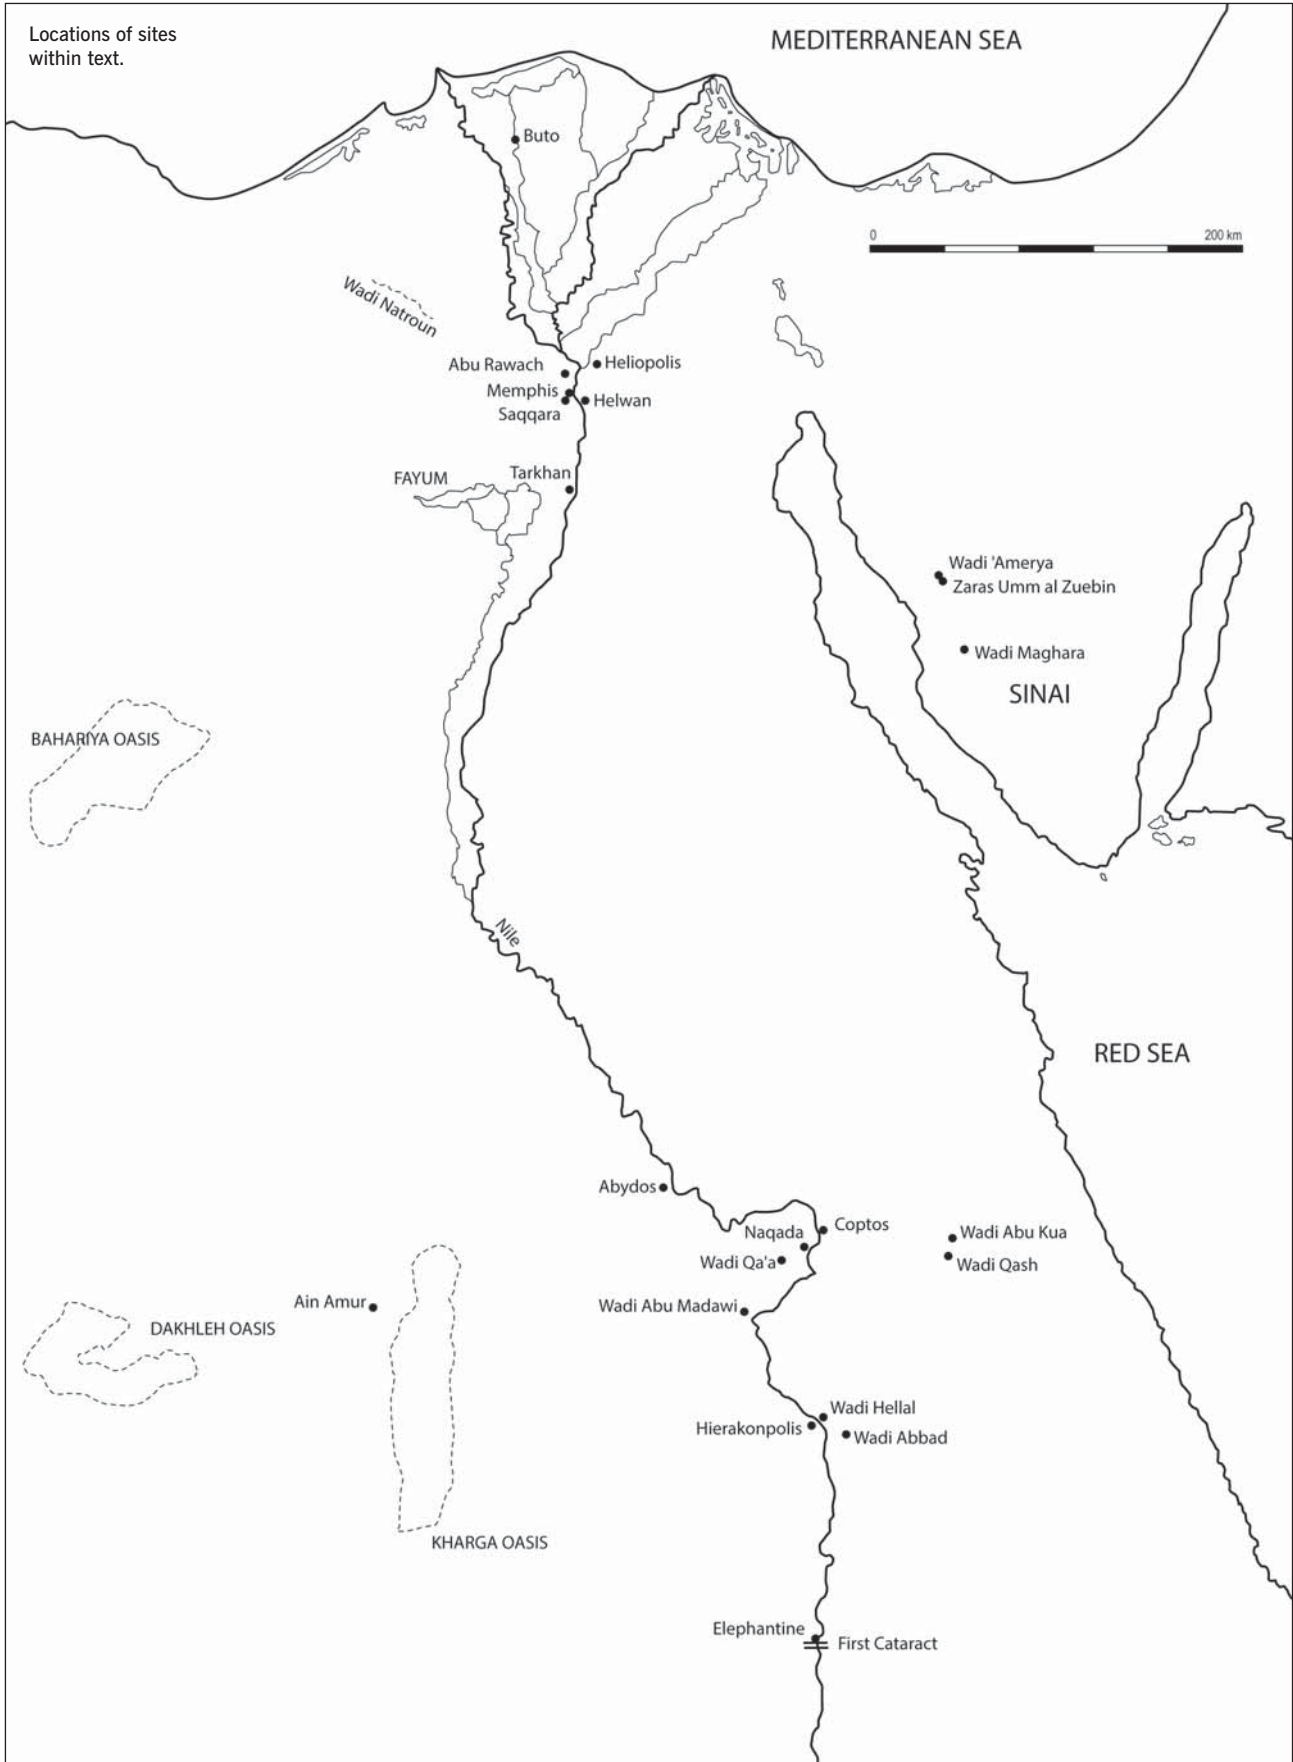 Locations of sites
within text.
MEDITERRANEAN SEA
Buto
0 200 km
Wadi Natroun
Abu Rawach
Heliopolis
Memphis
Helwan
Saqqara
FAYUM
Tarkhan
Wadi 'Amerya
Zaras Umm al Zuebin
Wadi Maghara
SINAI
BAHARIYA OASIS
Nile
RED SEA
Abydos
Coptos
Naqada
Wadi Abu Kua
Wadi Qa'a
Wadi Qash
Ain Amur
Wadi Abu Madawi
DAKHLEH OASIS
Wadi Hellal
Hierakonpolis
Wadi Abbad
KHARGA OASIS
Elephantine
First Cataract